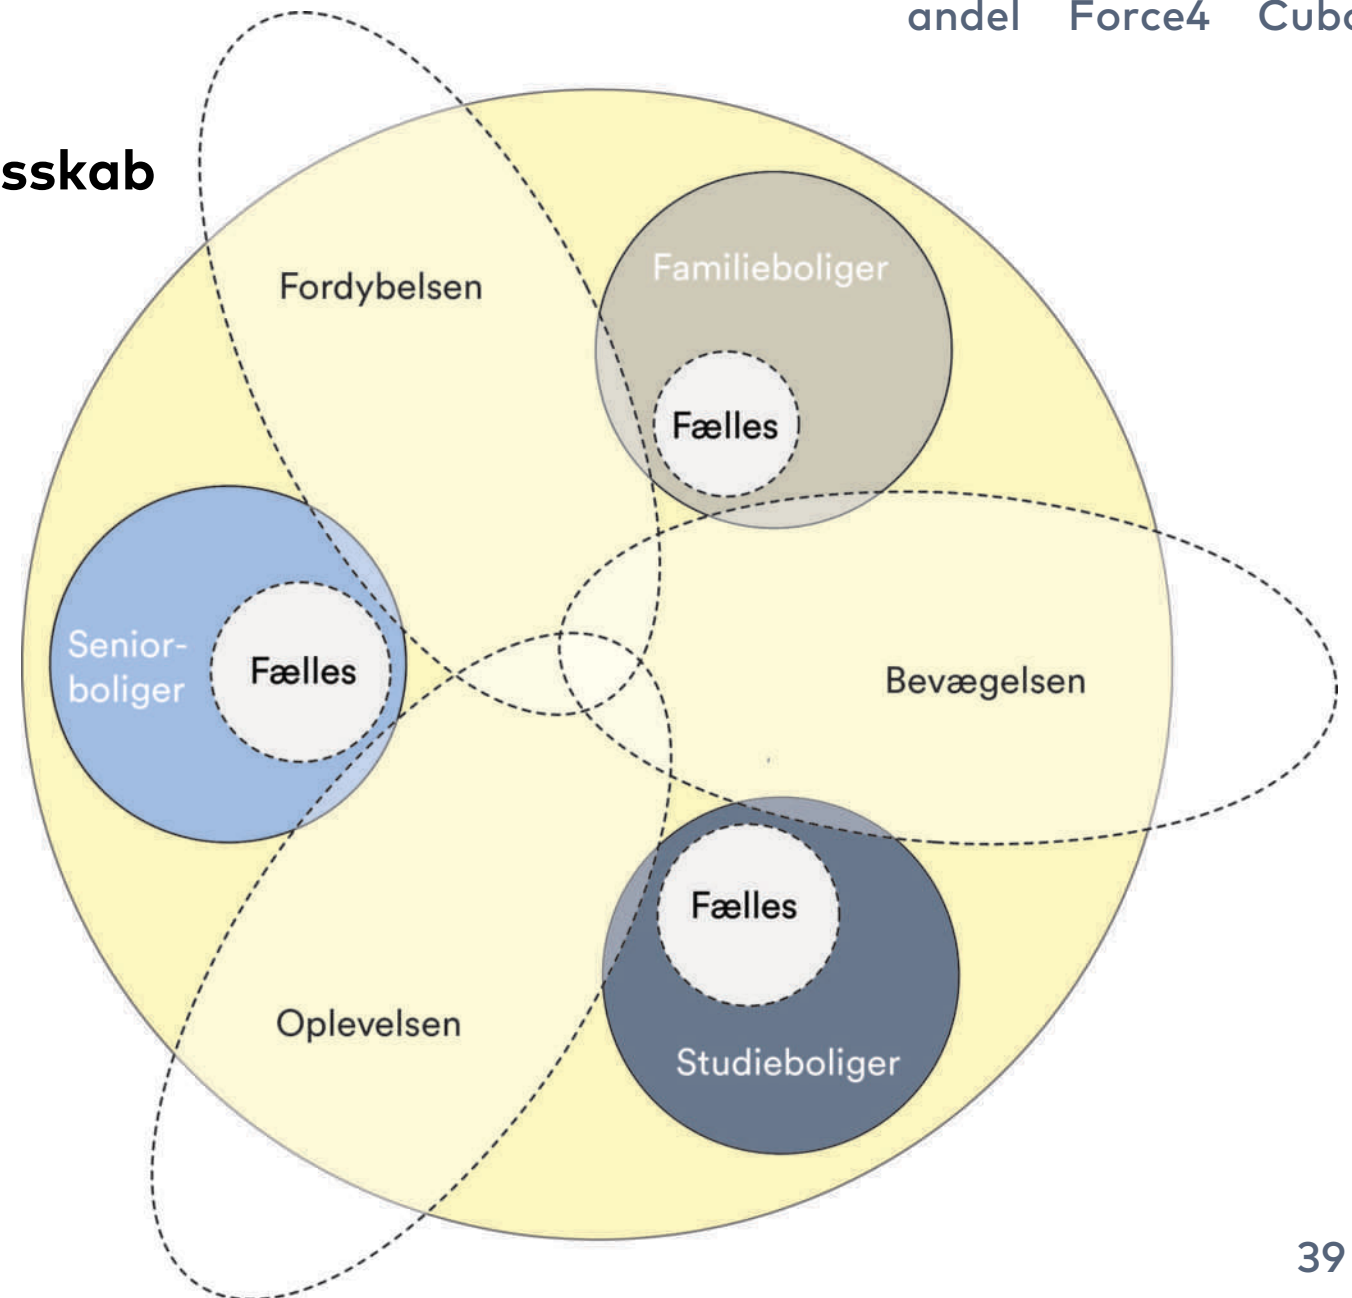 andel Force4
sskab
Familieboliger
Fordybelsen
Fælles
Senior-
boliger
Fælles
Bevægelsen
Fælles
Oplevelsen
Studieboliger
39